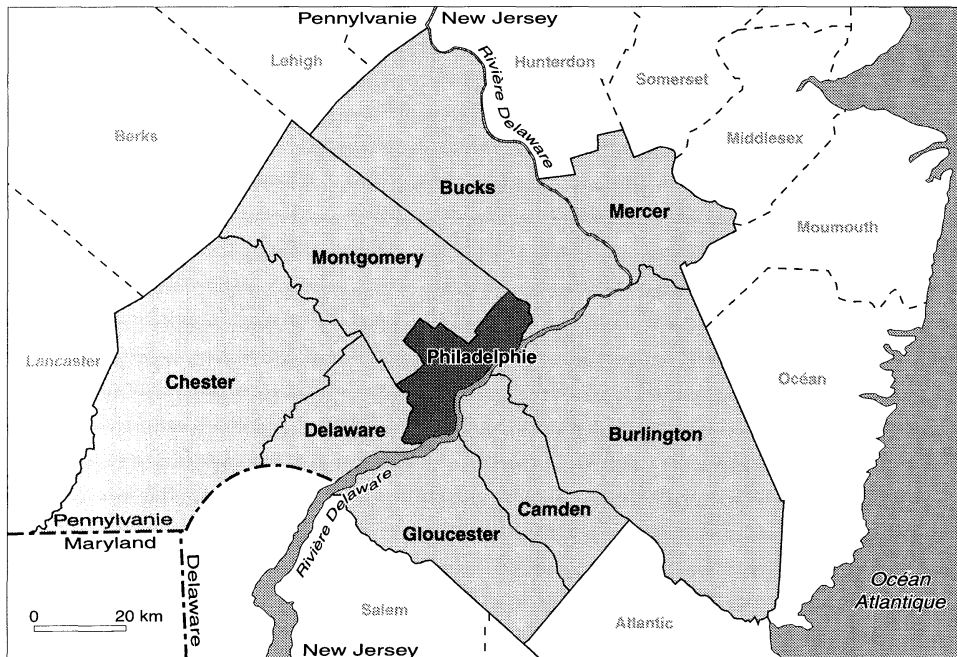 Pennylvanie New Jersey
Lehigh
Rivière Delaware
Hunterdon
Somerset
Berks
Middlesex
Bucks
Mercer
Moumouth
Montgomery
Lancaster
Chester
Philadelphie
Océan
Delaware
Burlington
Rivière Delaware
Camden
Gloucester
Pennylvanie
Maryland
Delaware
Océan
Atlantique
0 20 km
Salem
Atlantic
New Jersey